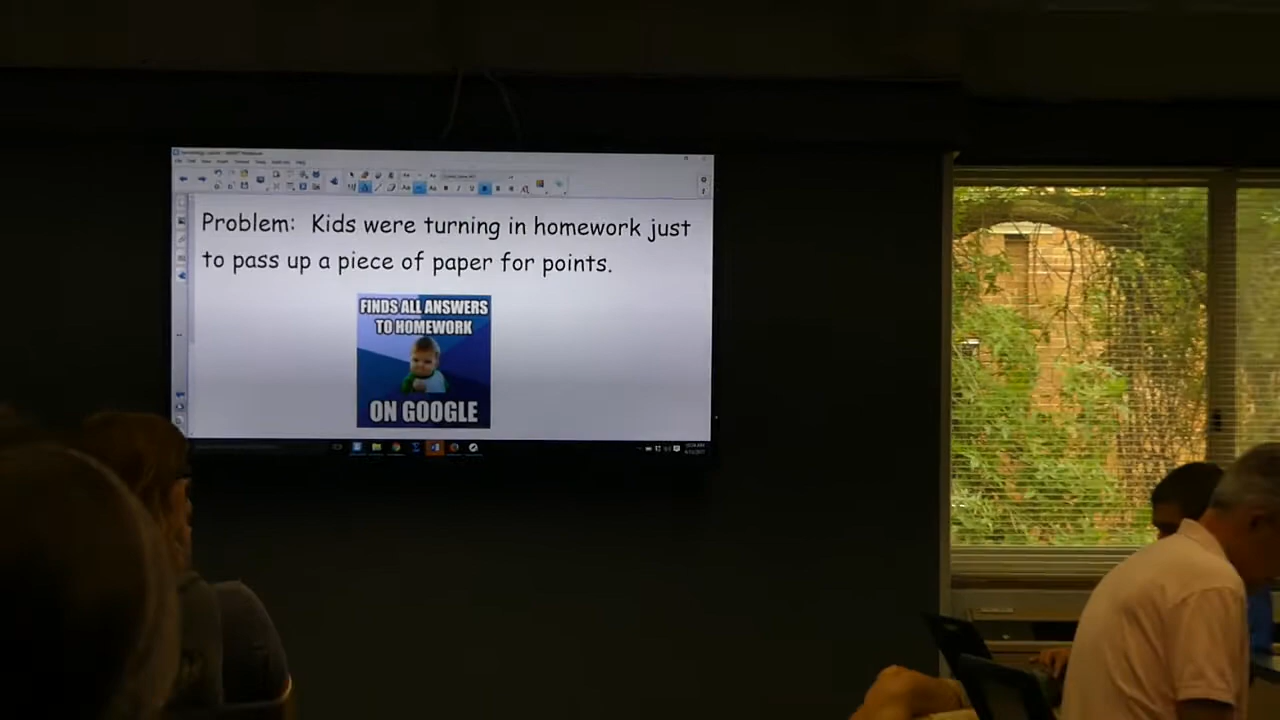 Problem: Kids were turning in homework just
to pass up a piece of paper for points.
FINDS ALL ANSWERS
TO HOMEWORK
ON GOOGLE